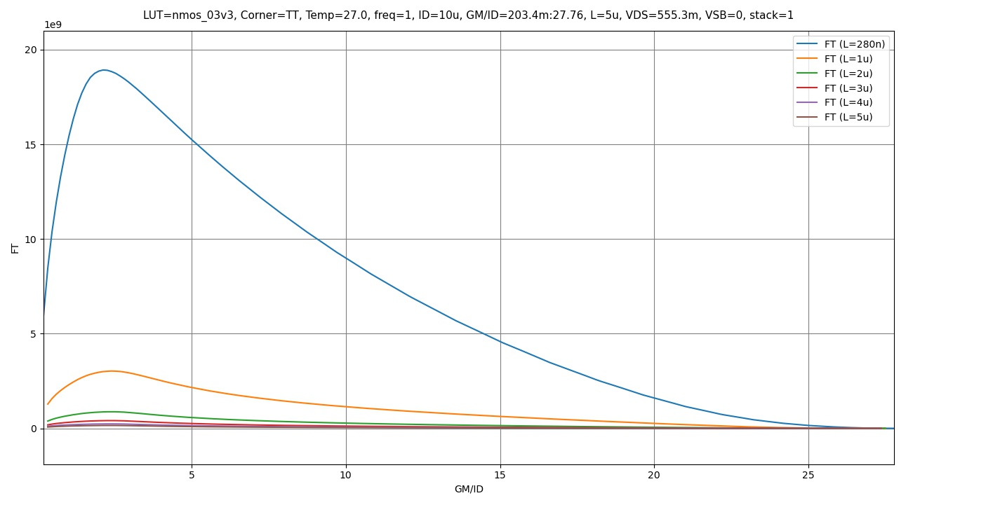 LUT=nmos_03v3, Corner=TT, Temp=27.0, freq=1, ID=10u, GM/ID=203.4m:27.76, L=5u, VDS=555.3m, VSB=0, stack=1
1e9
FT (L=280n)
FT (L=1u)
FT (L=2u)
FT (L=3u)
FT (L=4u)
FT (L=5u)
20
15
10
5
0
FT
5
10
15
20
25
GM/ID